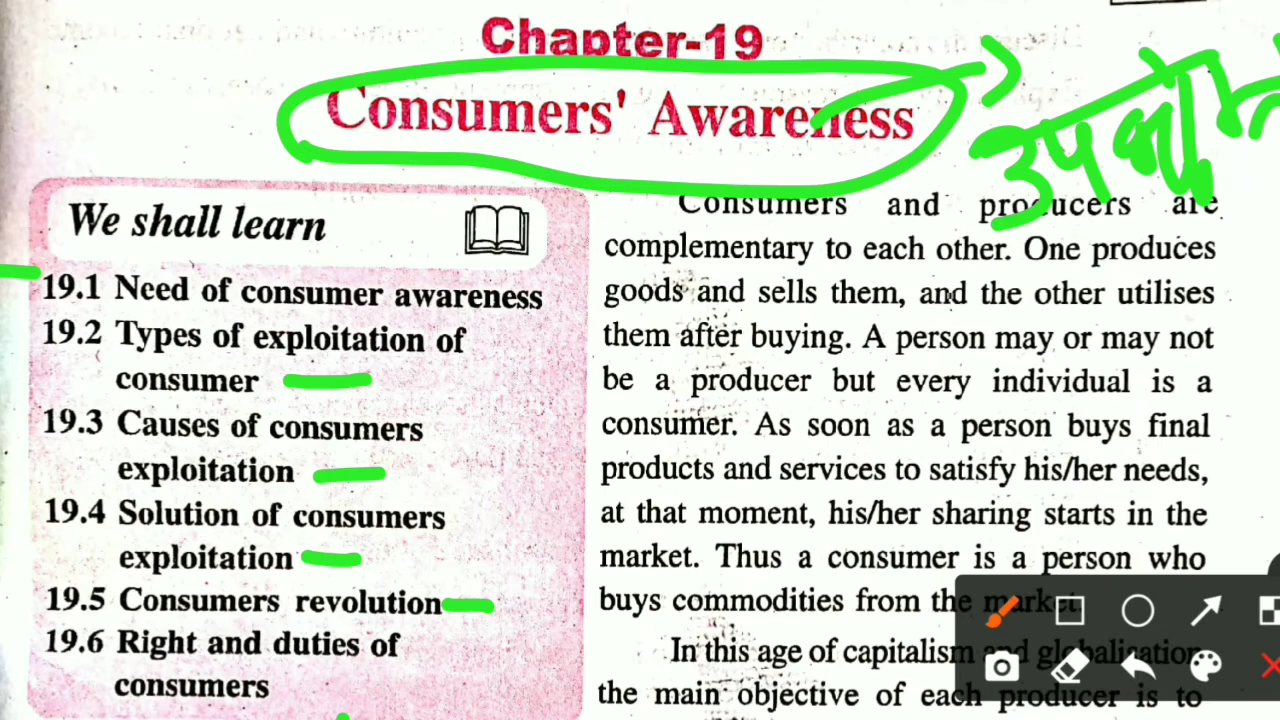 Chapter-19
Consumers' Awareness
We shall learn
19.1 Need of consumer awareness
19.2 Types of exploitation of
consumer
19.3 Causes of consumers
exploitation
19.4 Solution of consumers
exploitation
19.5 Consumers revolution
19.6 Right and duties of
consumers
Consumers and producers are
complementary to each other. One produces
goods and sells them, and the other utilises
them after buying. A person may or may not
be a producer but every individual is a
consumer. As soon as a person buys final
products and services to satisfy his/her needs,
at that moment, his/her sharing starts in the
market. Thus a consumer is a person who
buys commodities from the market.
In this age of capitalism and globalisation
the main objective of each producer is to